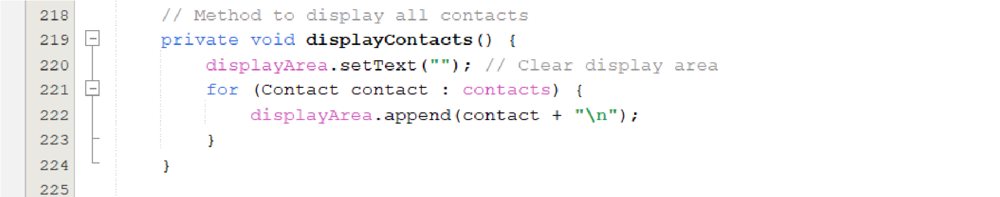 218 // Method to display all contacts
219 private void displayContacts() {
220 displayArea.setText(""); // Clear display area
221 for (Contact contact : contacts) {
222 displayArea.append(contact + "\n");
223 }
224 }
225